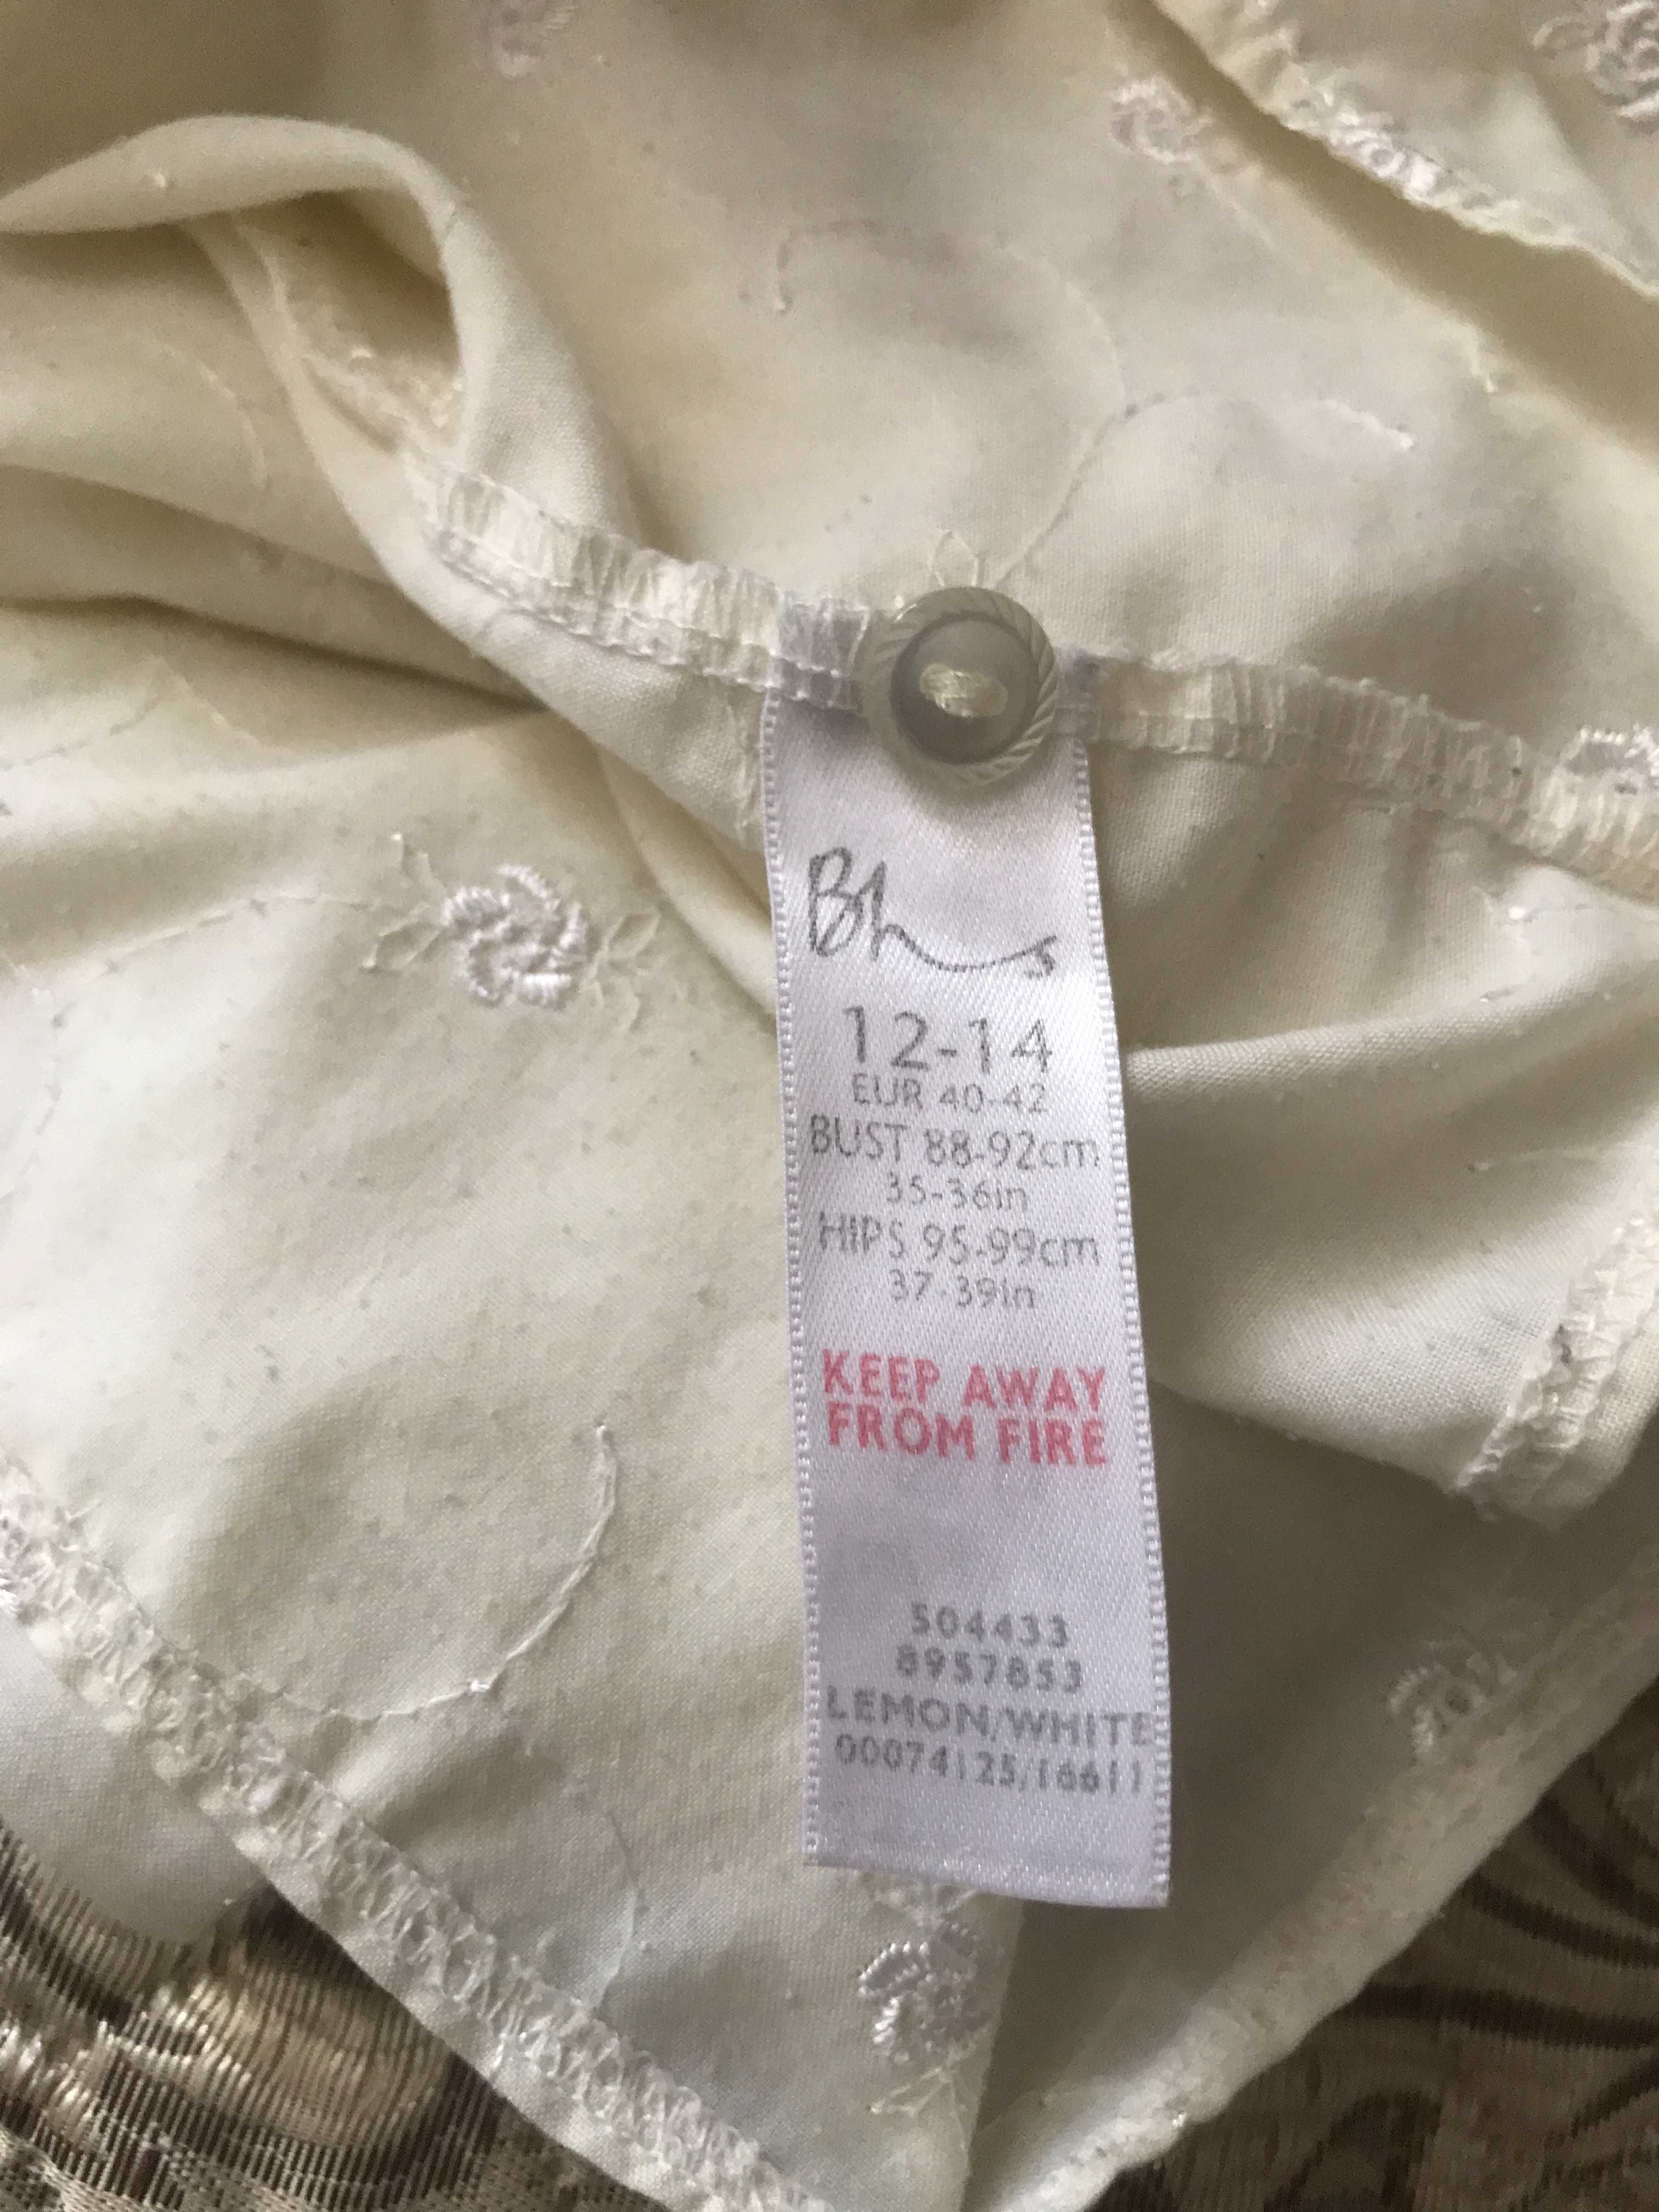 Bhs
12-14
EUR 40-42
BUST 88-92cm
35-36in
HIPS 95-99cm
37-39in
KEEP AWAY
FROM FIRE
504433
8957853
LEMON/WHITE
00074125/16611